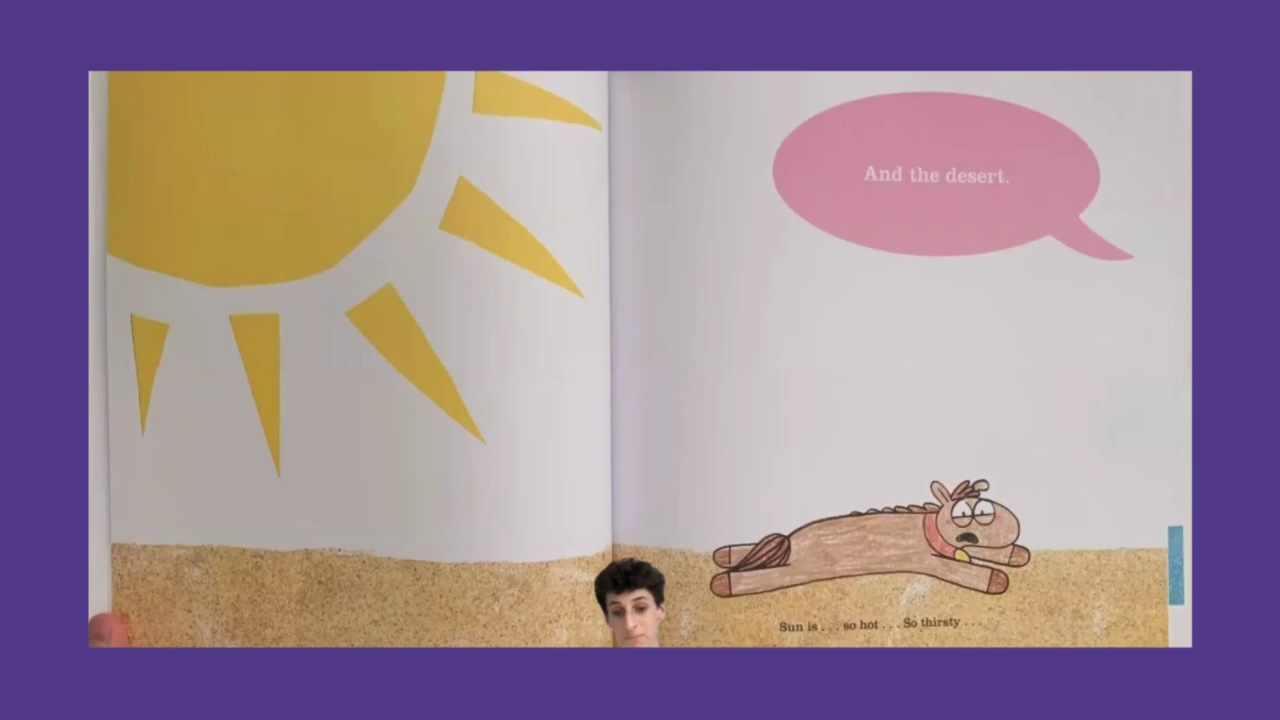 And the desert.
Sun is . . . so hot . . . So thirsty . . .